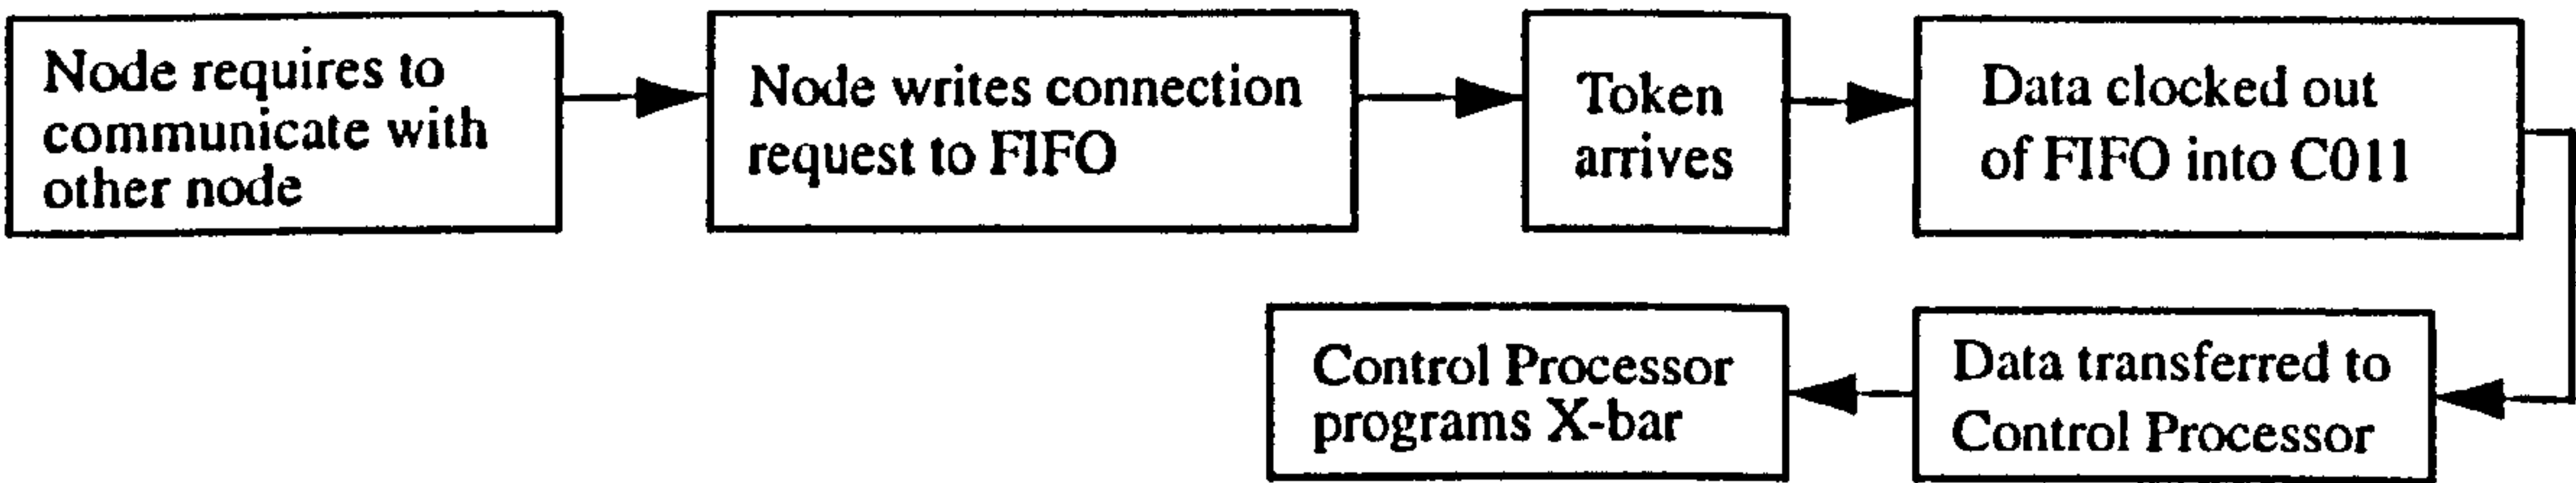 Node requires to
communicate with
other node
Node writes connection
request to FIFO
Token
arrives
Data clocked out
of FIFO into C011
Data transferred to
Control Processor
Control Processor
programs X-bar